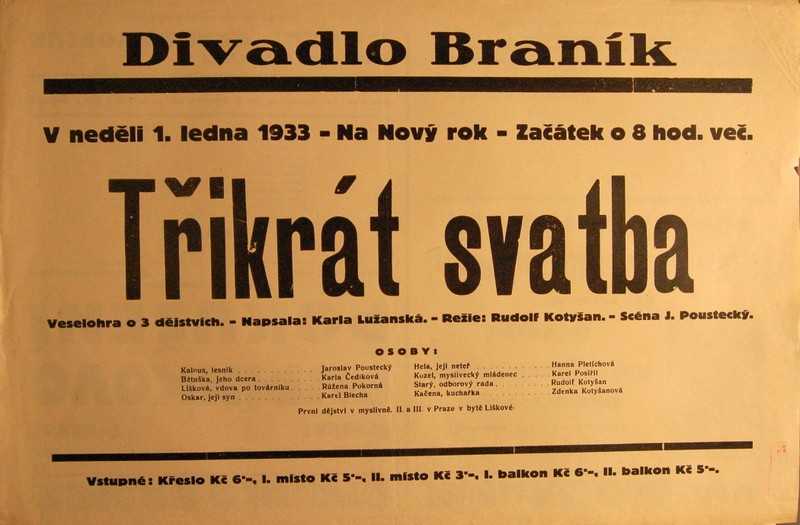 Divadlo Braník
V neděli 1. ledna 1933 - Na Nový rok - Začátek o 8 hod. več.
Třikrát svatba
Veselohra o 3 dějstvích. - Napsala: Karla Lužanská. - Režie: Rudolf Kotyšan. - Scéna J. Poustecký.
OSOBY:
Kalous, lesník . . . . . . . . . . . Jaroslav Poustecký
Bětuška, jeho dcera . . . . . . . . Karla Čedíková
Lišková, vdova po továrníku . . . . Růžena Pokorná
Oskar, její syn . . . . . . . . . . Karel Blecha
Hela, její neteř . . . . . . . . . . Hanna Pletichová
Kozel, myslivecký mládenec . . . . Karel Pospíšil
Starý, odborový rada . . . . . . . Rudolf Kotyšan
Kačena, kuchařka . . . . . . . . . Zdenka Kotyšanová
První dějství v myslivně. II. a III. v Praze v bytě Liškové.
Vstupné: Křeslo Kč 6·-, I. místo Kč 5·-, II. místo Kč 3·-, I. balkon Kč 6·-, II. balkon Kč 5·-.